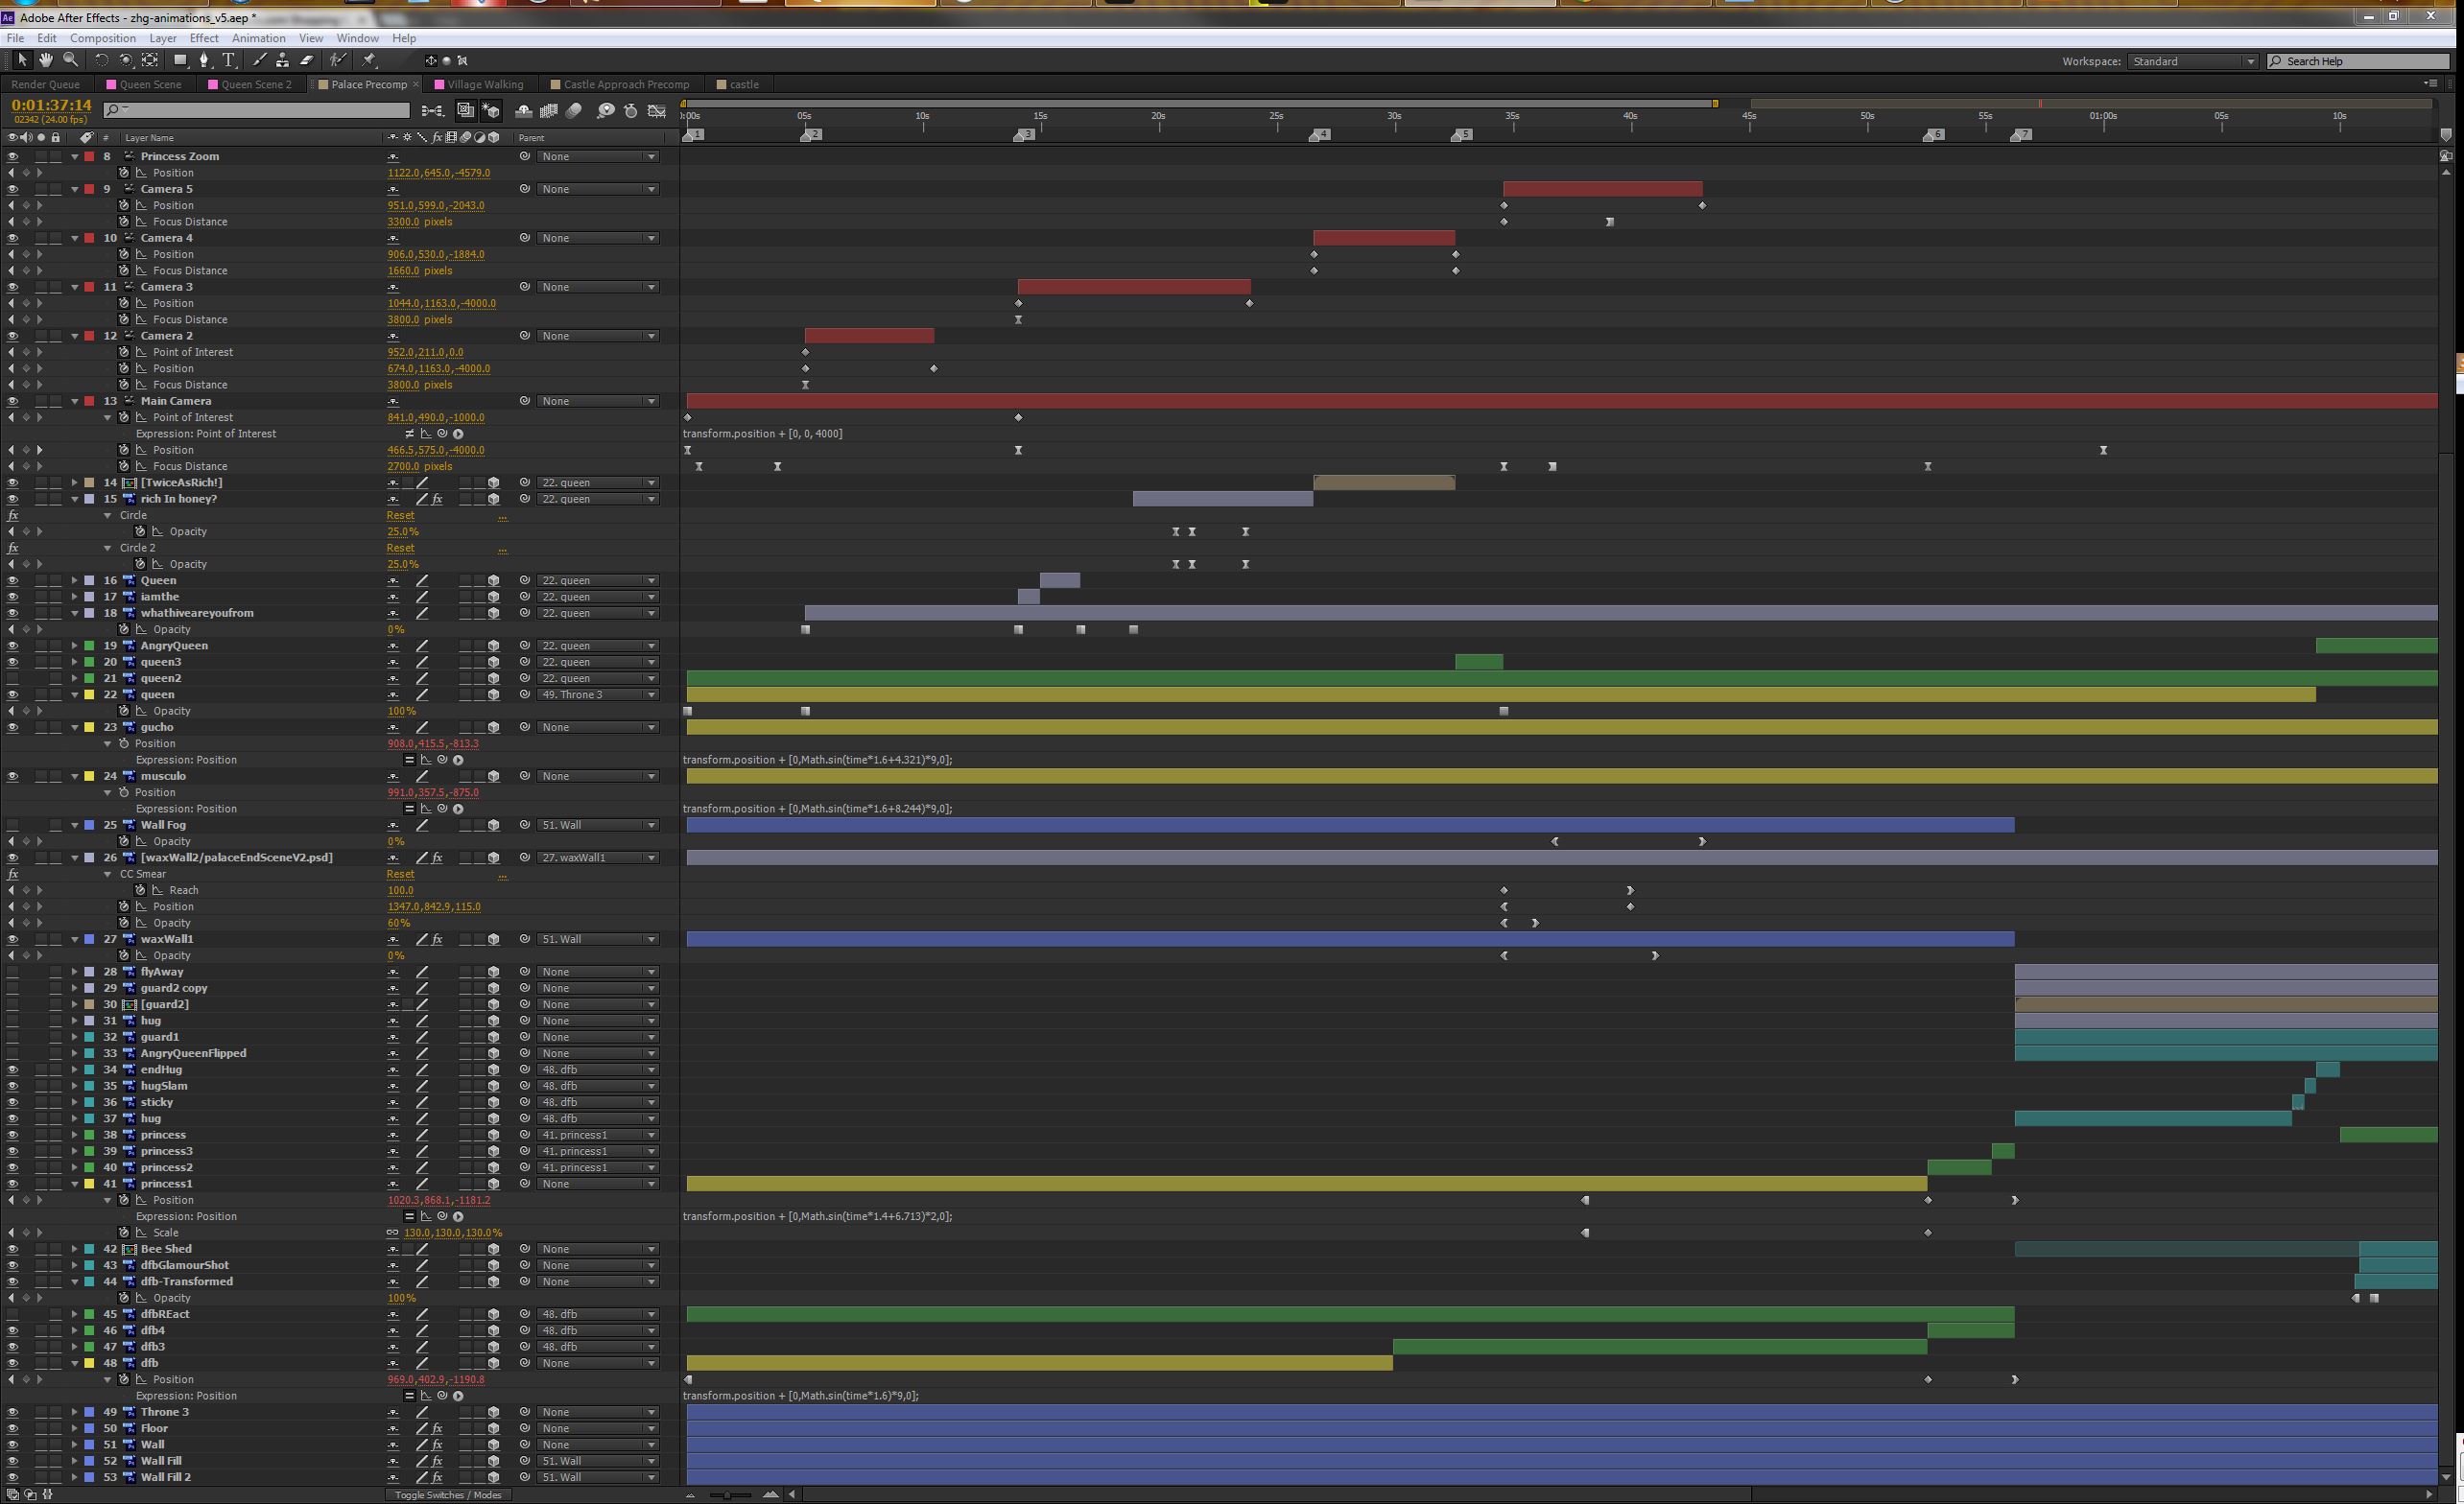 Adobe After Effects - zhg-animations_v5.aep *
File Edit Composition Layer Effect Animation View Window Help
Workspace: Standard Search Help
Render Queue Queen Scene Queen Scene 2 Palace Precomp × Village Walking Castle Approach Precomp castle
0:01:37:14
02342 (24.00 fps)
:00s 05s 10s 15s 20s 25s 30s 35s 40s 45s 50s 55s 01:00s 05s 10s
# Layer Name Parent 1 2 3 4 5 6 7
8 Princess Zoom None
Position 1122.0,645.0,-4579.0
9 Camera 5 None
Position 951.0,599.0,-2043.0
Focus Distance 3300.0 pixels
10 Camera 4 None
Position 906.0,530.0,-1884.0
Focus Distance 1660.0 pixels
11 Camera 3 None
Position 1044.0,1163.0,-4000.0
Focus Distance 3800.0 pixels
12 Camera 2 None
Point of Interest 952.0,211.0,0.0
Position 674.0,1163.0,-4000.0
Focus Distance 3800.0 pixels
13 Main Camera None
Point of Interest 841.0,490.0,-1000.0
Expression: Point of Interest transform.position + [0, 0, 4000]
Position 466.5,575.0,-4000.0
Focus Distance 2700.0 pixels
14 [TwiceAsRich!] 22. queen
15 rich In honey? fx 22. queen
fx Circle Reset ...
Opacity 25.0%
fx Circle 2 Reset ...
Opacity 25.0%
16 Queen 22. queen
17 iamthe 22. queen
18 whathiveareyoufrom 22. queen
Opacity 0%
19 AngryQueen 22. queen
20 queen3 22. queen
21 queen2 22. queen
22 queen 49. Throne 3
Opacity 100%
23 gucho None
Position 908.0,415.5,-813.3
Expression: Position transform.position + [0,Math.sin(time*1.6+4.321)*9,0];
24 musculo None
Position 991.0,357.5,-875.0
Expression: Position transform.position + [0,Math.sin(time*1.6+8.244)*9,0];
25 Wall Fog 51. Wall
Opacity 0%
26 [waxWall2/palaceEndSceneV2.psd] fx 27. waxWall1
fx CC Smear Reset ...
Reach 100.0
Position 1347.0,842.9,115.0
Opacity 60%
27 waxWall1 fx 51. Wall
Opacity 0%
28 flyAway None
29 guard2 copy None
30 [guard2] None
31 hug None
32 guard1 None
33 AngryQueenFlipped None
34 endHug 48. dfb
35 hugSlam 48. dfb
36 sticky 48. dfb
37 hug 48. dfb
38 princess 41. princess1
39 princess3 41. princess1
40 princess2 41. princess1
41 princess1 None
Position 1020.3,868.1,-1181.2
Expression: Position transform.position + [0,Math.sin(time*1.4+6.713)*2,0];
Scale 130.0,130.0,130.0%
42 Bee Shed None
43 dfbGlamourShot None
44 dfb-Transformed None
Opacity 100%
45 dfbREact 48. dfb
46 dfb4 48. dfb
47 dfb3 48. dfb
48 dfb None
Position 969.0,402.9,-1190.8
Expression: Position transform.position + [0,Math.sin(time*1.6)*9,0];
49 Throne 3 None
50 Floor fx None
51 Wall fx None
52 Wall Fill fx 51. Wall
53 Wall Fill 2 fx 51. Wall
Toggle Switches / Modes